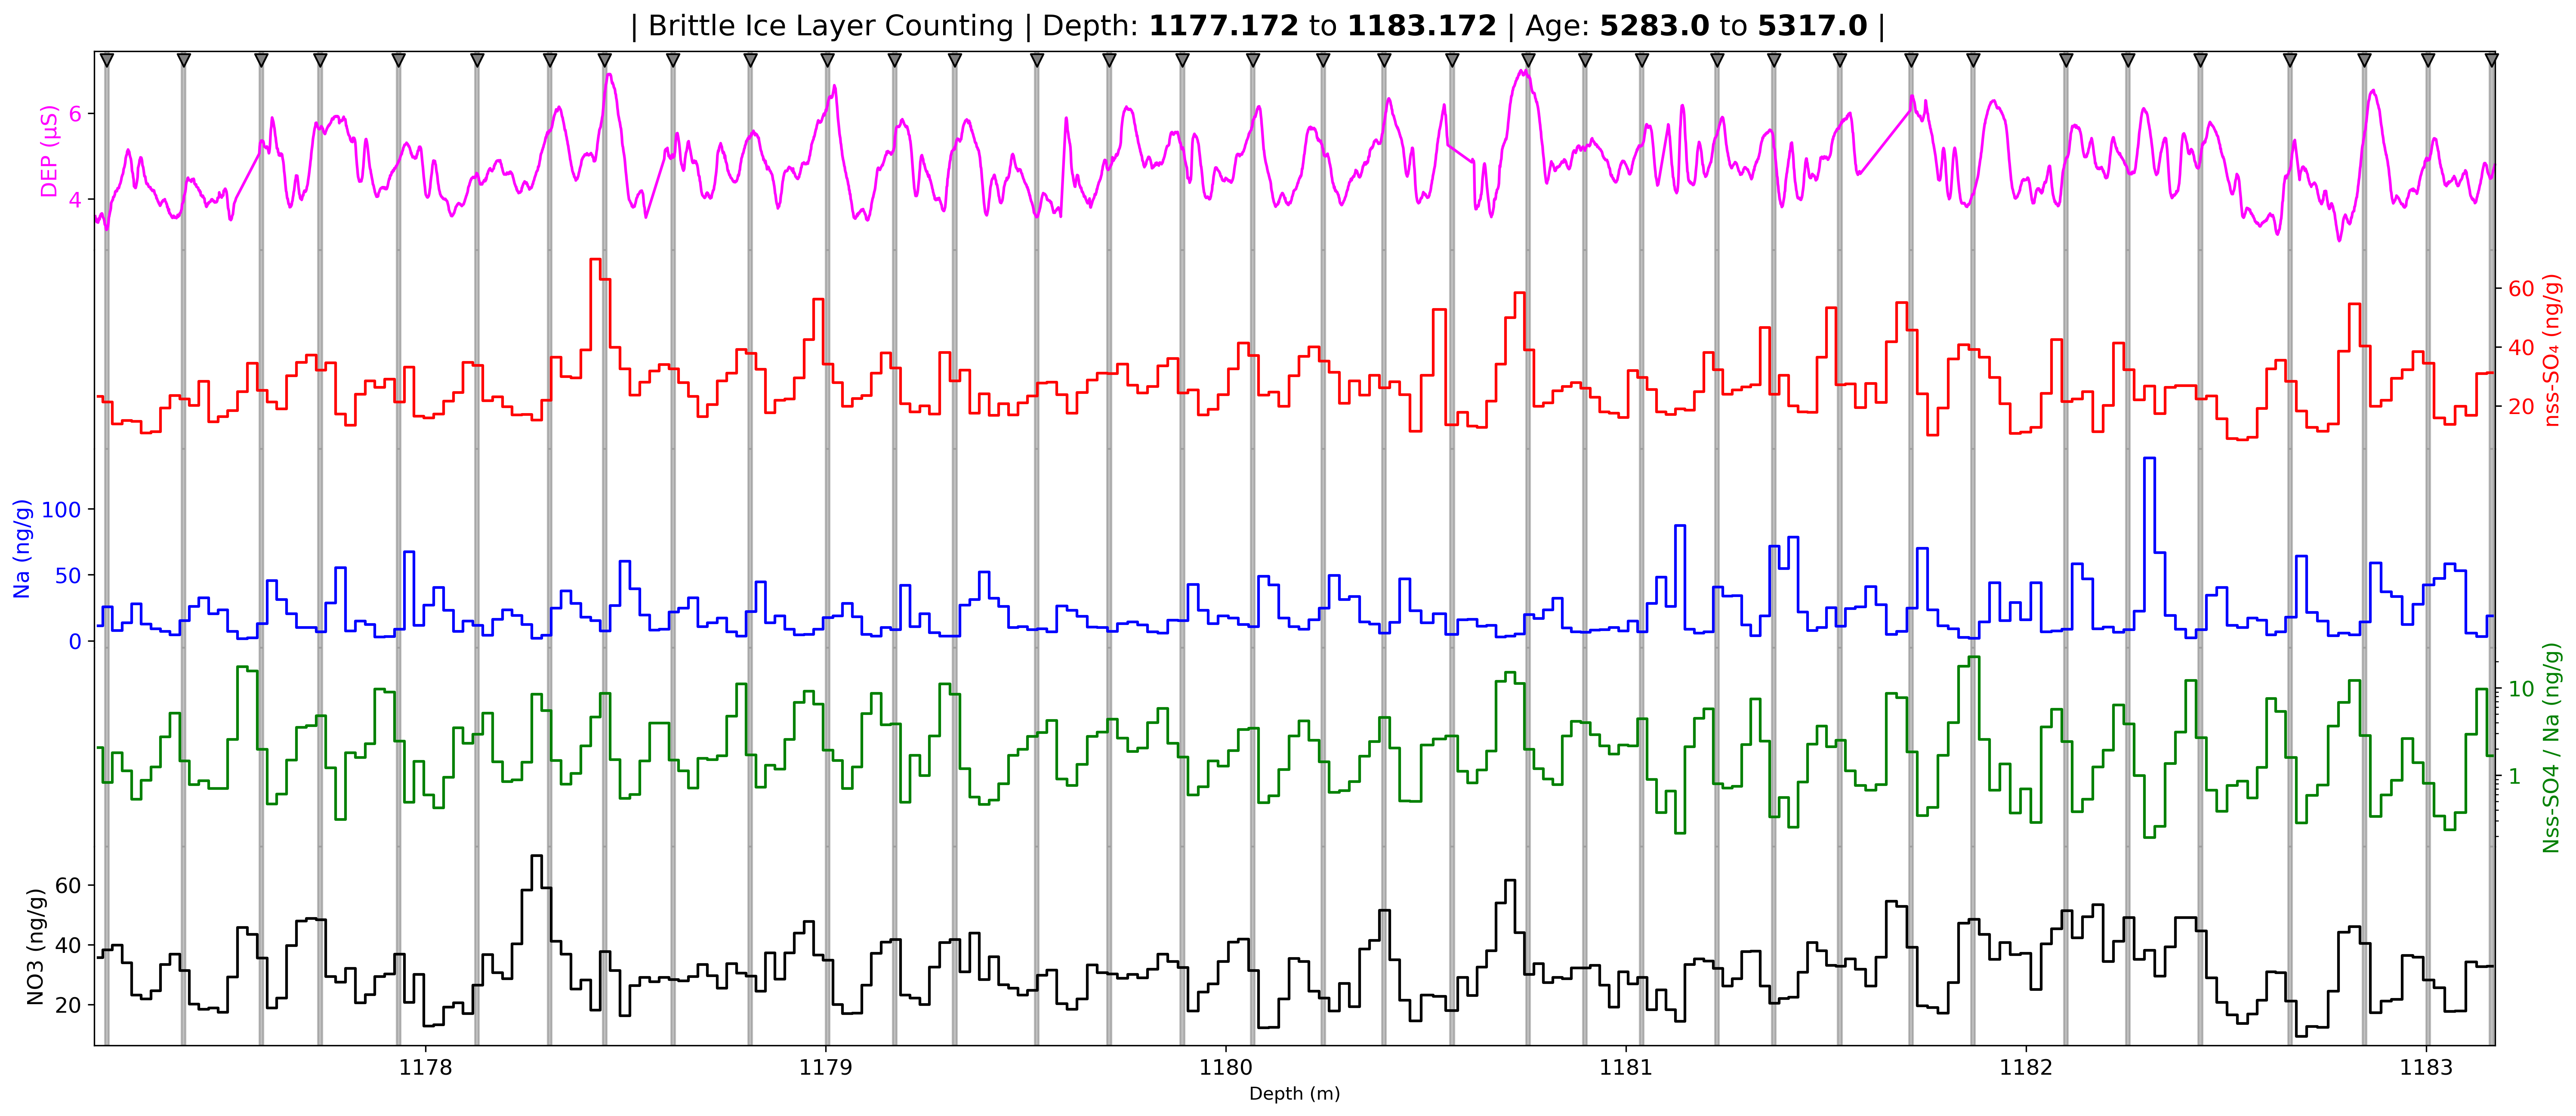 | Brittle Ice Layer Counting | Depth: 1177.172 to 1183.172 | Age: 5283.0 to 5317.0 |
DEP (μS)
6
4
60
40
20
nss-SO₄ (ng/g)
Na (ng/g)
100
50
0
10
1
Nss-SO4 / Na (ng/g)
NO3 (ng/g)
60
40
20
1178
1179
1180
1181
1182
1183
Depth (m)